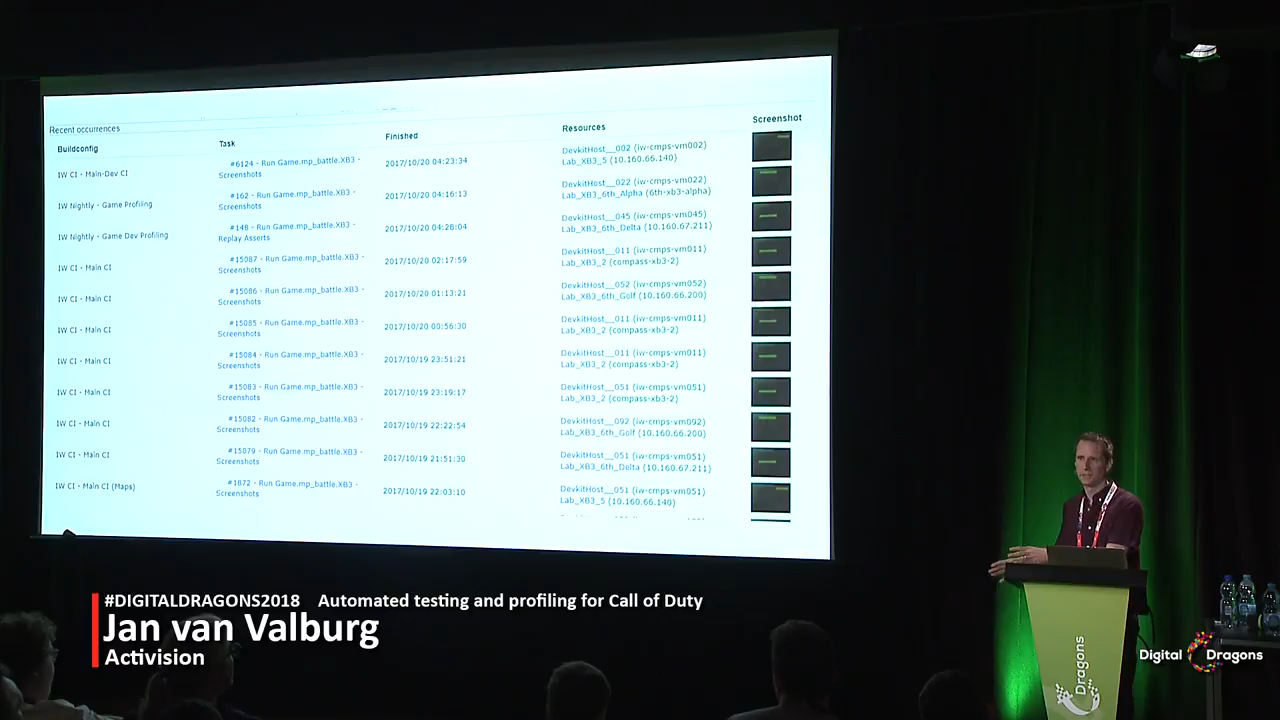 Recent occurrences
Buildconfig Task Finished Resources Screenshot
IW CI - Main-Dev CI
#6124 - Run Game.mp_battle.XB3 -
Screenshots
2017/10/20 04:23:34
DevkitHost__002 (iw-cmps-vm002)
Lab_XB3_5 (10.160.66.140)
IW Nightly - Game Profiling
#162 - Run Game.mp_battle.XB3 -
Screenshots
2017/10/20 04:16:13
DevkitHost__022 (iw-cmps-vm022)
Lab_XB3_6th_Alpha (6th-xb3-alpha)
IW Nightly - Game Dev Profiling
#148 - Run Game.mp_battle.XB3 -
Replay Asserts
2017/10/20 04:28:04
DevkitHost__045 (iw-cmps-vm045)
Lab_XB3_6th_Delta (10.160.67.211)
IW CI - Main CI
#15087 - Run Game.mp_battle.XB3 -
Screenshots
2017/10/20 02:17:59
DevkitHost__011 (iw-cmps-vm011)
Lab_XB3_2 (compass-xb3-2)
IW CI - Main CI
#15086 - Run Game.mp_battle.XB3 -
Screenshots
2017/10/20 01:13:21
DevkitHost__052 (iw-cmps-vm052)
Lab_XB3_6th_Golf (10.160.66.200)
IW CI - Main CI
#15085 - Run Game.mp_battle.XB3 -
Screenshots
2017/10/20 00:56:30
DevkitHost__011 (iw-cmps-vm011)
Lab_XB3_2 (compass-xb3-2)
IW CI - Main CI
#15084 - Run Game.mp_battle.XB3 -
Screenshots
2017/10/19 23:51:21
DevkitHost__011 (iw-cmps-vm011)
Lab_XB3_2 (compass-xb3-2)
IW CI - Main CI
#15083 - Run Game.mp_battle.XB3 -
Screenshots
2017/10/19 23:19:17
DevkitHost__051 (iw-cmps-vm051)
Lab_XB3_2 (compass-xb3-2)
IW CI - Main CI
#15082 - Run Game.mp_battle.XB3 -
Screenshots
2017/10/19 22:22:54
DevkitHost__092 (iw-cmps-vm092)
Lab_XB3_6th_Golf (10.160.66.200)
IW CI - Main CI
#15079 - Run Game.mp_battle.XB3 -
Screenshots
2017/10/19 21:51:30
DevkitHost__051 (iw-cmps-vm051)
Lab_XB3_6th_Delta (10.160.67.211)
IW CI - Main CI (Maps)
#1872 - Run Game.mp_battle.XB3 -
Screenshots
2017/10/19 22:03:10
DevkitHost__051 (iw-cmps-vm051)
Lab_XB3_5 (10.160.66.140)
#DIGITALDRAGONS2018 Automated testing and profiling for Call of Duty
Jan van Valburg
Activision
Dragons
Digital Dragons